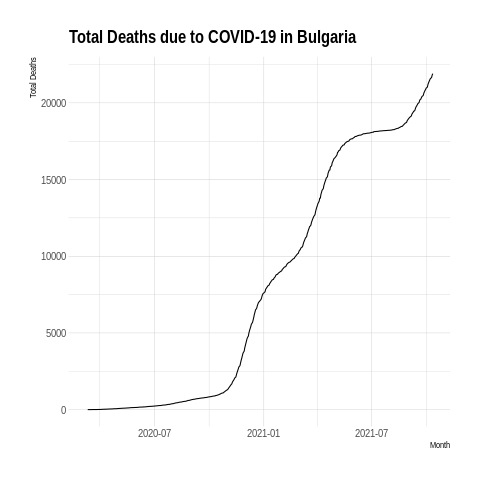 Total Deaths due to COVID-19 in Bulgaria
Total Deaths
20000
15000
10000
5000
0
2020-07 2021-01 2021-07
Month